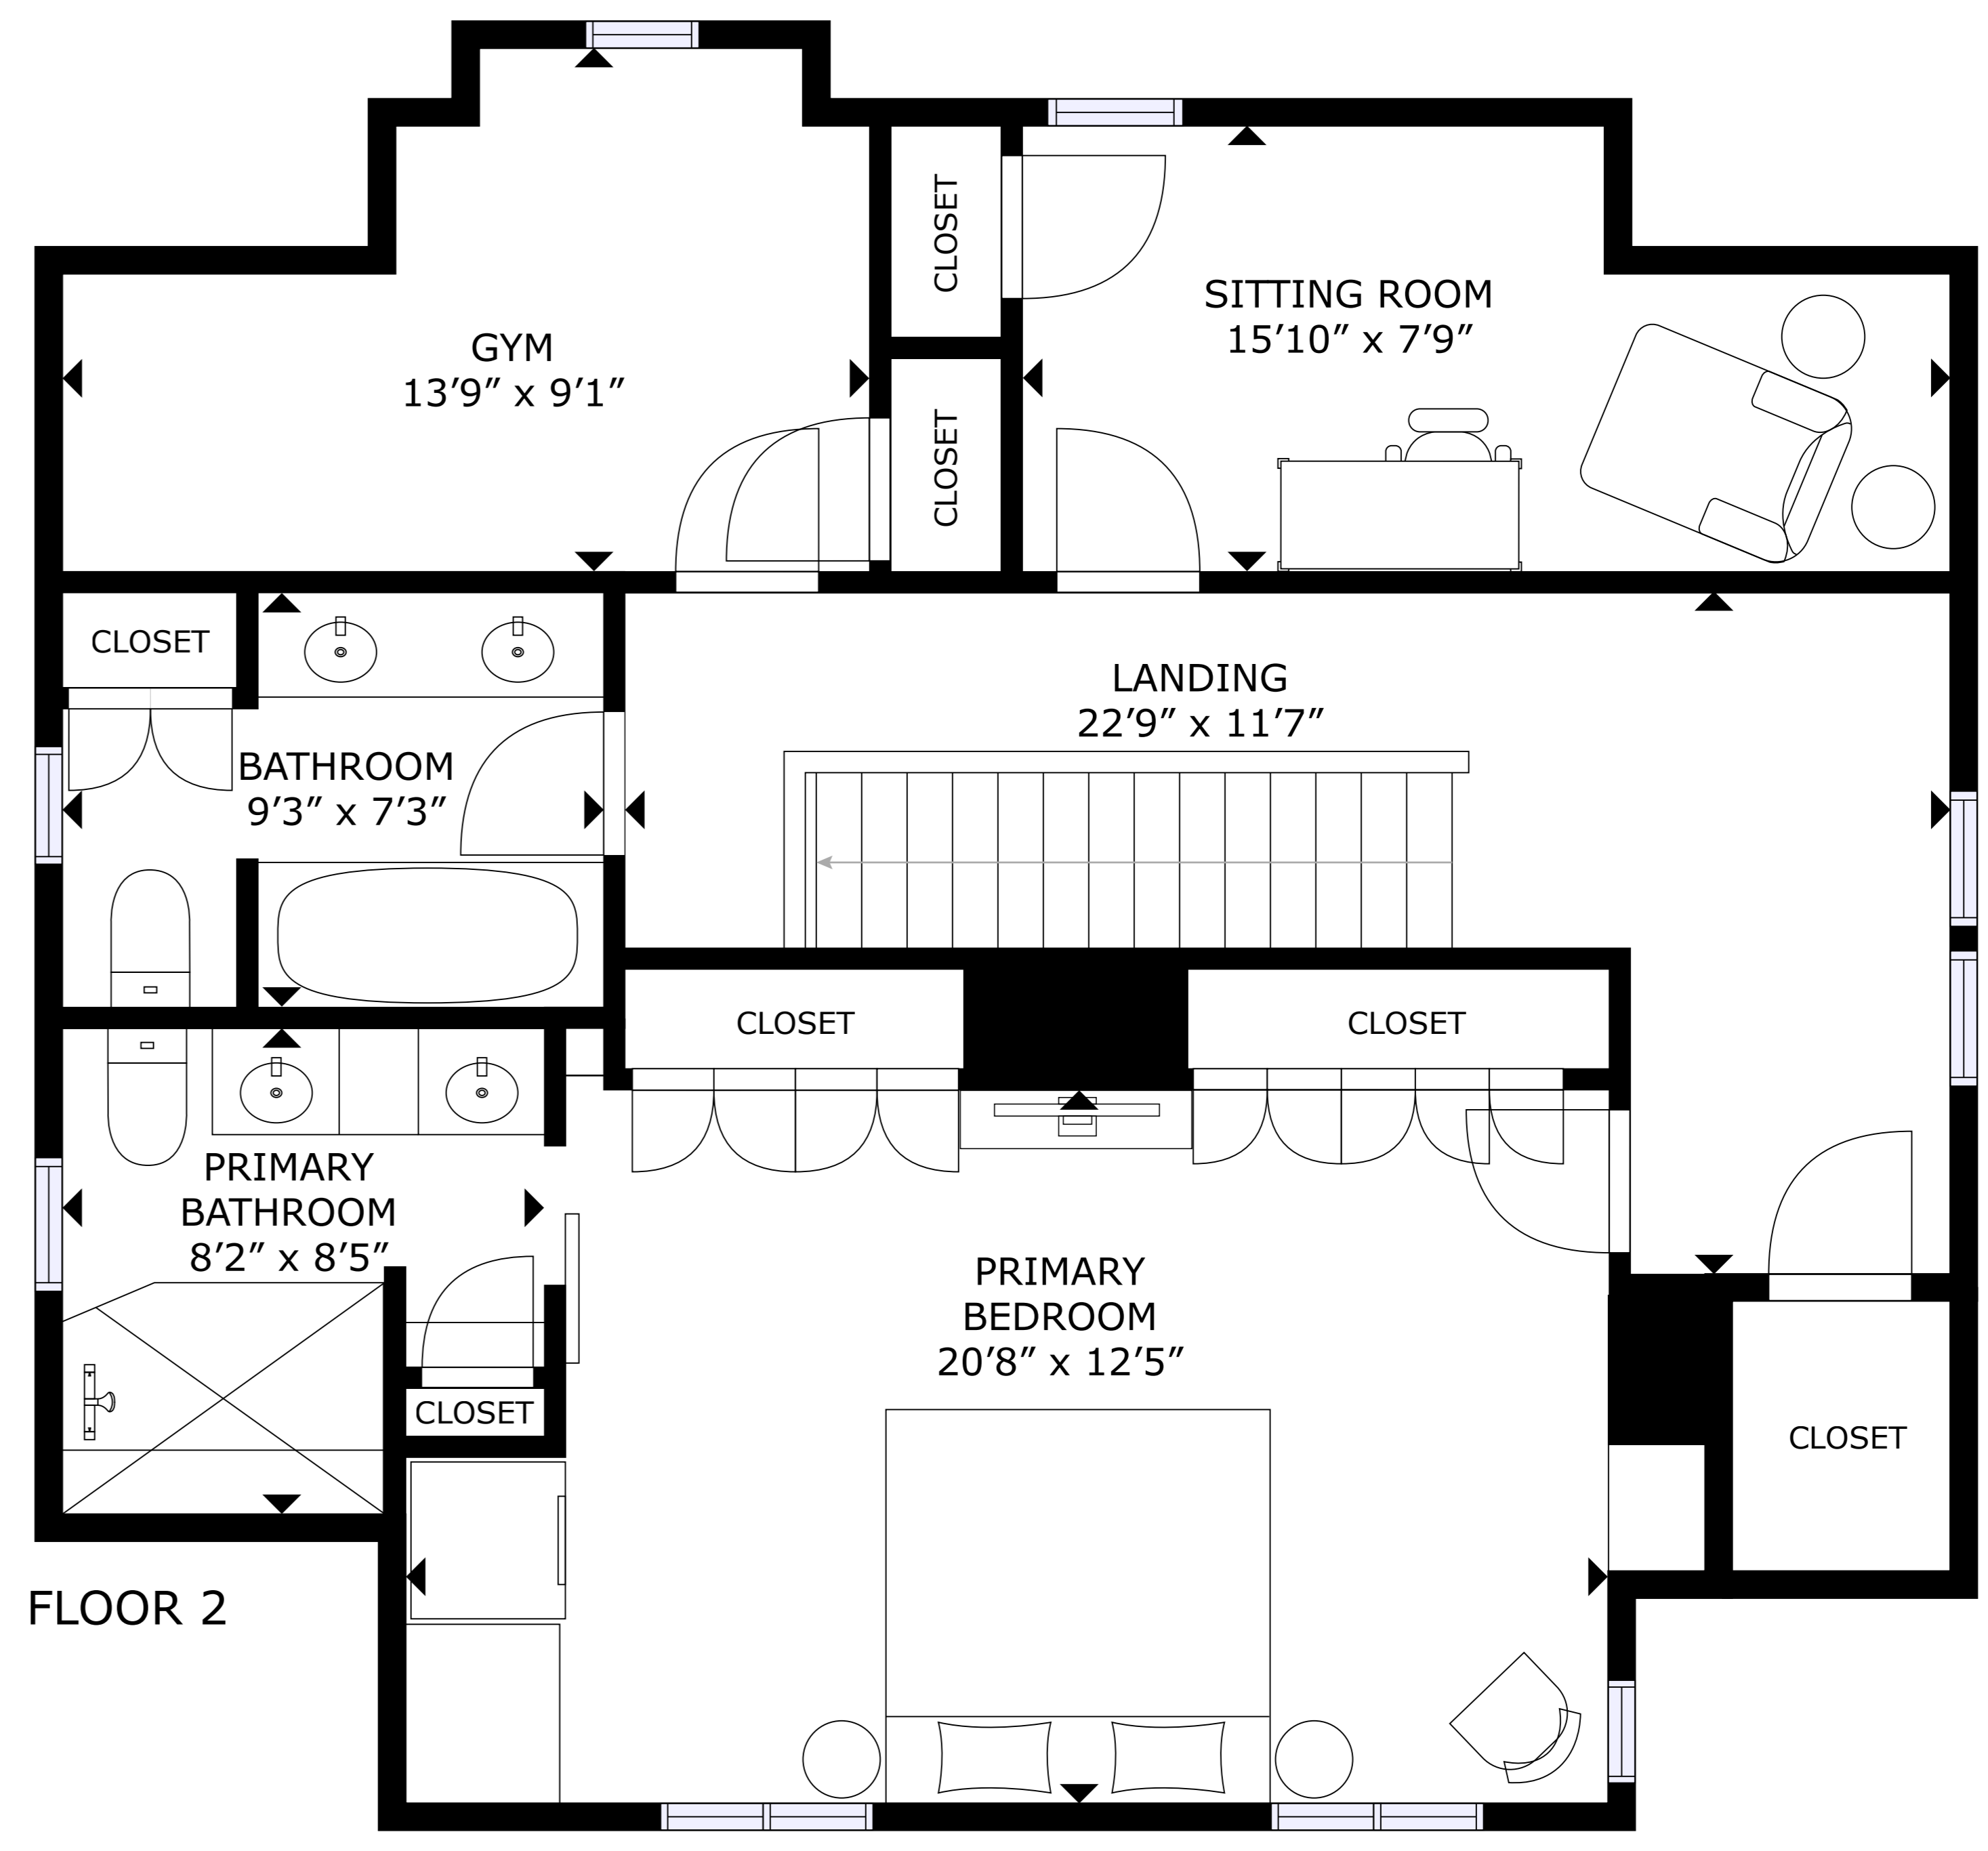 CLOSET
SITTING ROOM
15′10″ x 7′9″
GYM
13′9″ x 9′1″
CLOSET
CLOSET
LANDING
22′9″ x 11′7″
BATHROOM
9′3″ x 7′3″
CLOSET
CLOSET
PRIMARY
BATHROOM
8′2″ x 8′5″
PRIMARY
BEDROOM
20′8″ x 12′5″
CLOSET
CLOSET
FLOOR 2